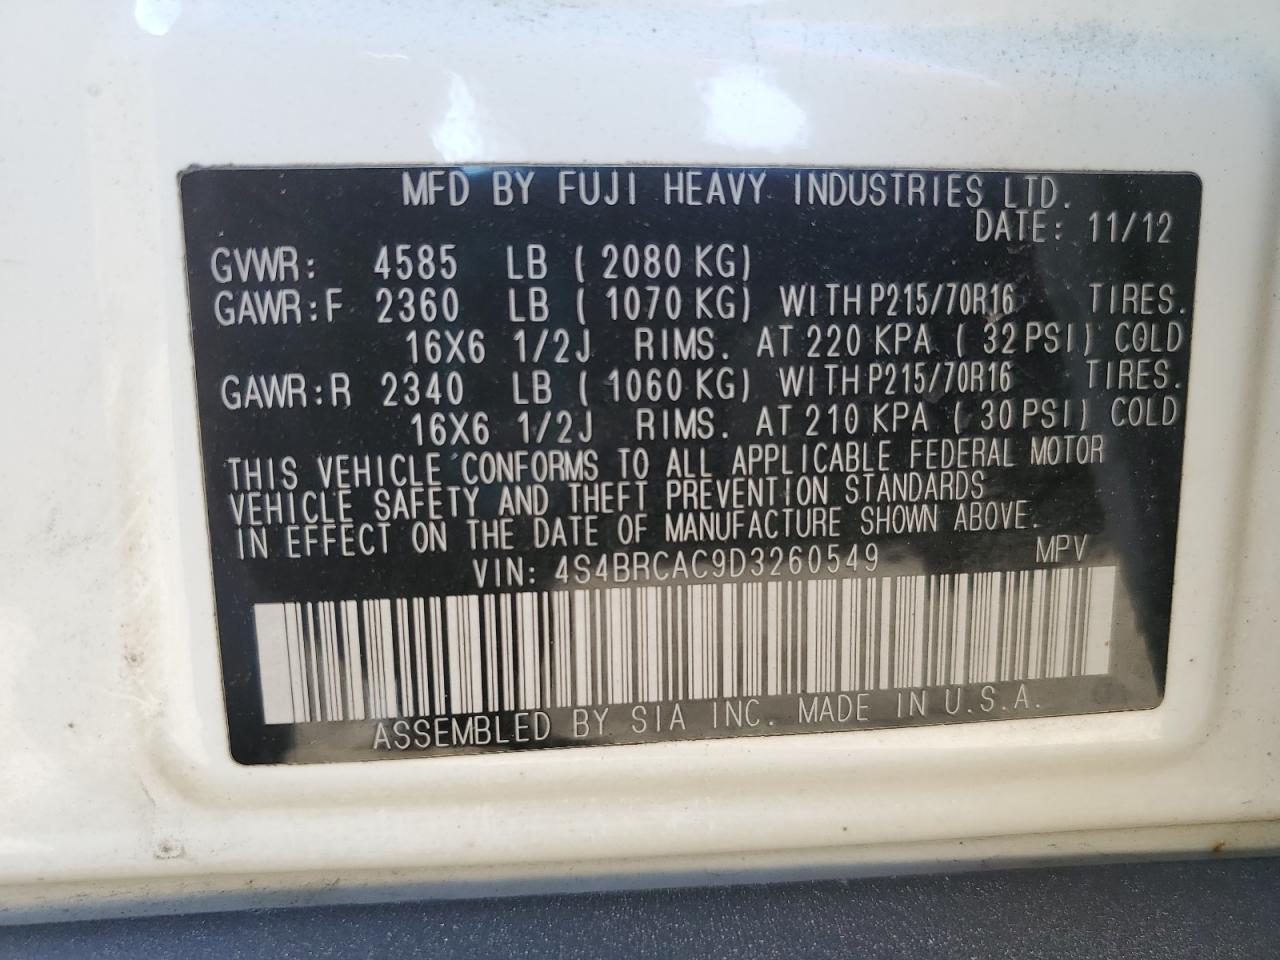 MFD BY FUJI HEAVY INDUSTRIES LTD.
DATE: 11/12
GVWR: 4585 LB ( 2080 KG)
GAWR:F 2360 LB ( 1070 KG) WITH P215/70R16 TIRES.
16X6 1/2J RIMS. AT 220 KPA ( 32 PSI) COLD
GAWR:R 2340 LB ( 1060 KG) WITH P215/70R16 TIRES.
16X6 1/2J RIMS. AT 210 KPA ( 30 PSI) COLD
THIS VEHICLE CONFORMS TO ALL APPLICABLE FEDERAL MOTOR
VEHICLE SAFETY AND THEFT PREVENTION STANDARDS
IN EFFECT ON THE DATE OF MANUFACTURE SHOWN ABOVE.
VIN: 4S4BRCAC9D3260549 MPV
ASSEMBLED BY SIA INC. MADE IN U.S.A.